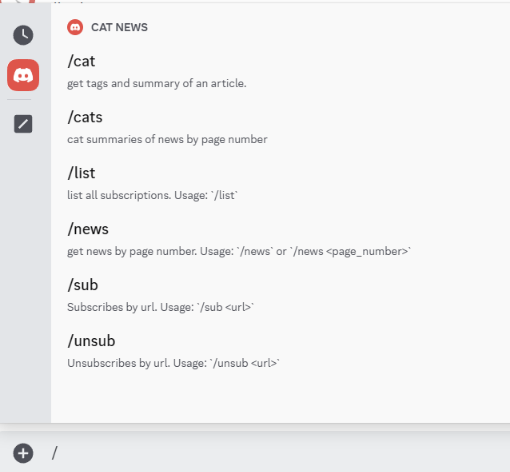 CAT NEWS
/cat
get tags and summary of an article.
/cats
cat summaries of news by page number
/list
list all subscriptions. Usage: `/list`
/news
get news by page number. Usage: `/news` or `/news <page_number>`
/sub
Subscribes by url. Usage: `/sub <url>`
/unsub
Unsubscribes by url. Usage: `/unsub <url>`
/